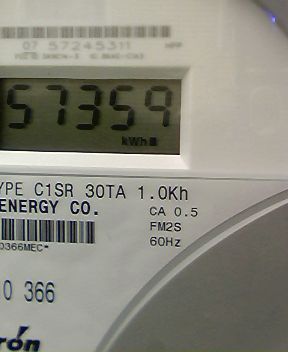 07 57245311
57359
kWh
YPE C1SR 30TA 1.0Kh
ENERGY CO.
CA 0.5
FM2S
60Hz
0366MEC*
0 366
rón